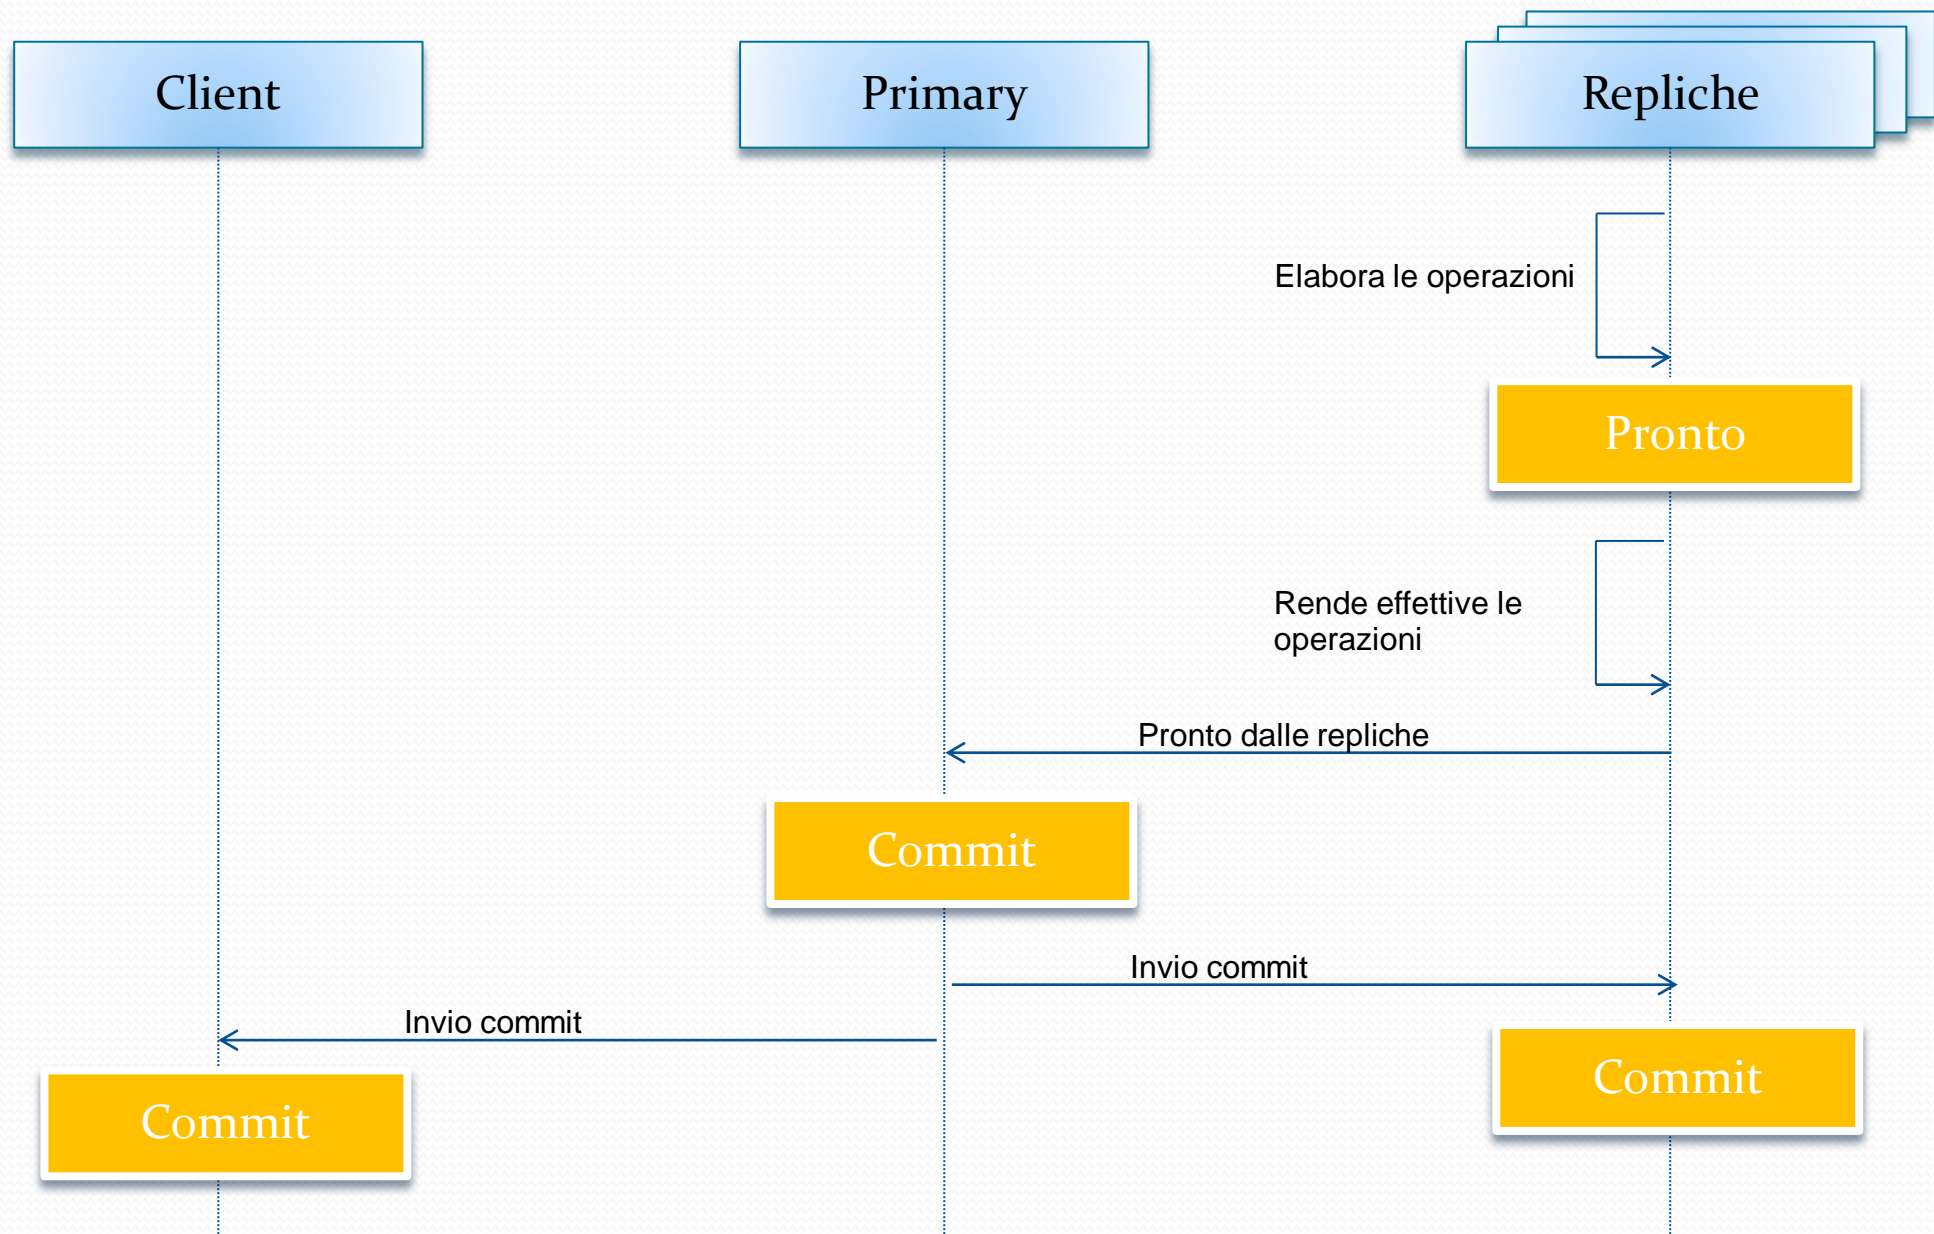 Client
Primary
Repliche
Elabora le operazioni
Pronto
Rende effettive le
operazioni
Pronto dalle repliche
Commit
Invio commit
Invio commit
Commit
Commit